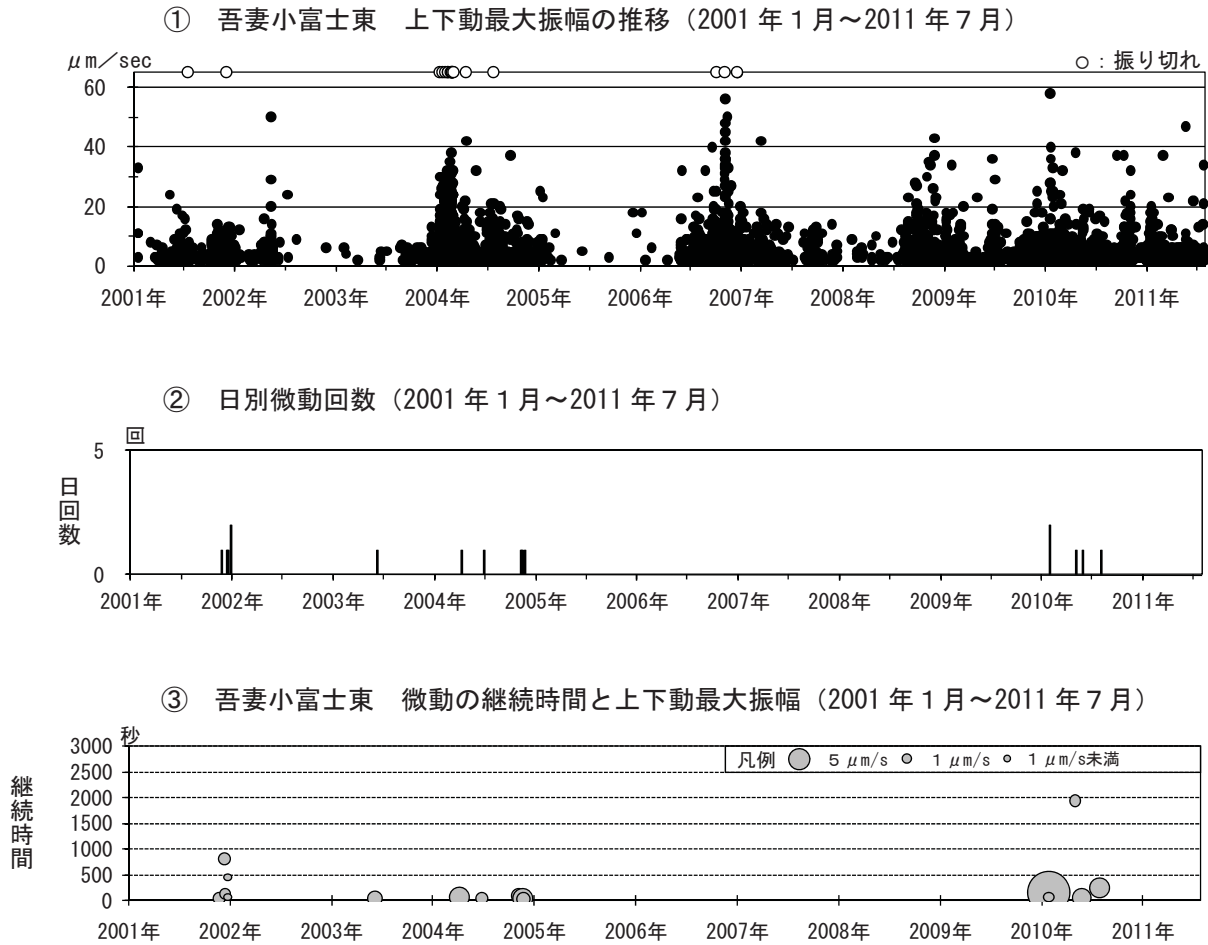 ① 吾妻小富士東 上下動最大振幅の推移（2001 年 1 月～2011 年 7 月）
μm／sec
○：振り切れ
60
40
20
0
2001年 2002年 2003年 2004年 2005年 2006年 2007年 2008年 2009年 2010年 2011年
② 日別微動回数（2001 年 1 月～2011 年 7 月）
回
5
日回数
0
2001年 2002年 2003年 2004年 2005年 2006年 2007年 2008年 2009年 2010年 2011年
③ 吾妻小富士東 微動の継続時間と上下動最大振幅（2001 年 1 月～2011 年 7 月）
秒
3000
凡例 5 μm/s 1 μm/s 1 μm/s未満
2500
2000
継続時間
1500
1000
500
0
2001年 2002年 2003年 2004年 2005年 2006年 2007年 2008年 2009年 2010年 2011年